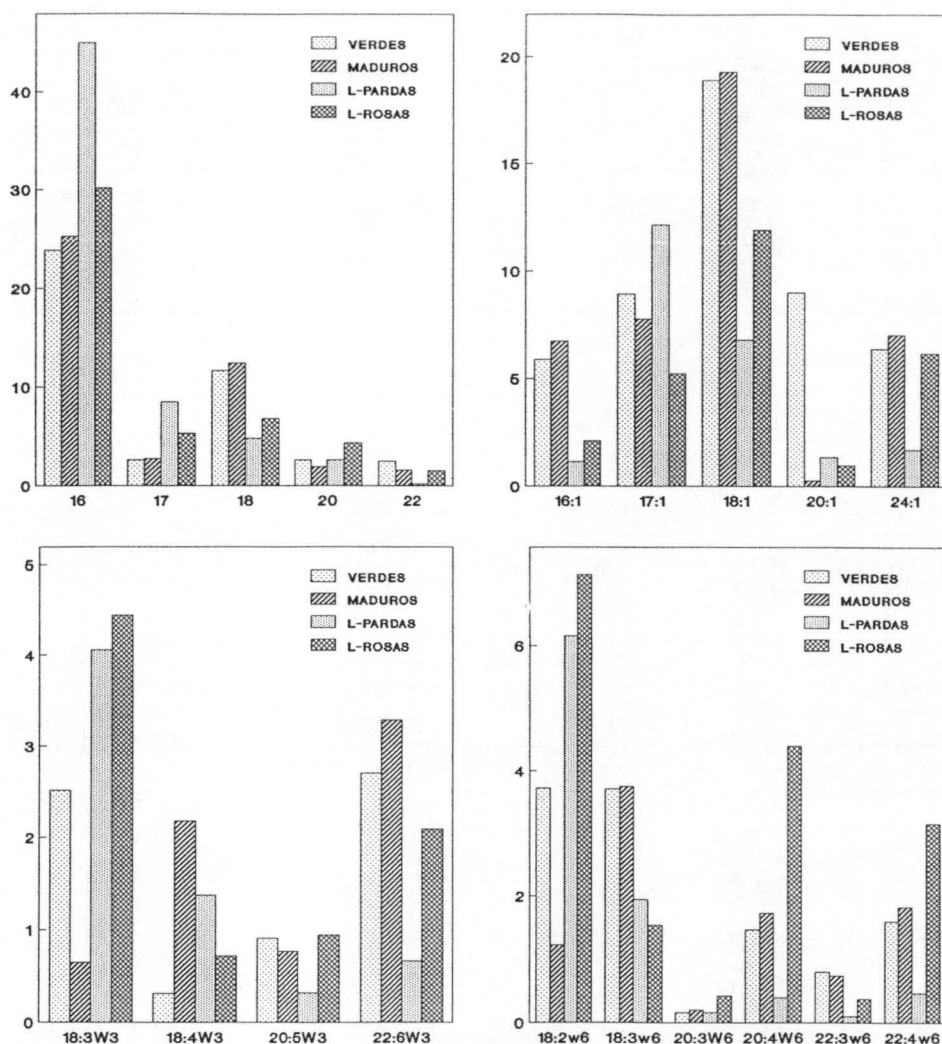 VERDES
MADUROS
L-PARDAS
L-ROSAS
40
30
20
10
0
16 17 18 20 22
VERDES
MADUROS
L-PARDAS
L-ROSAS
20
15
10
5
0
16:1 17:1 18:1 20:1 24:1
VERDES
MADUROS
L-PARDAS
L-ROSAS
5
4
3
2
1
0
18:3W3 18:4W3 20:5W3 22:6W3
VERDES
MADUROS
L-PARDAS
L-ROSAS
6
4
2
0
18:2w6 18:3w6 20:3W6 20:4W6 22:3w6 22:4w6